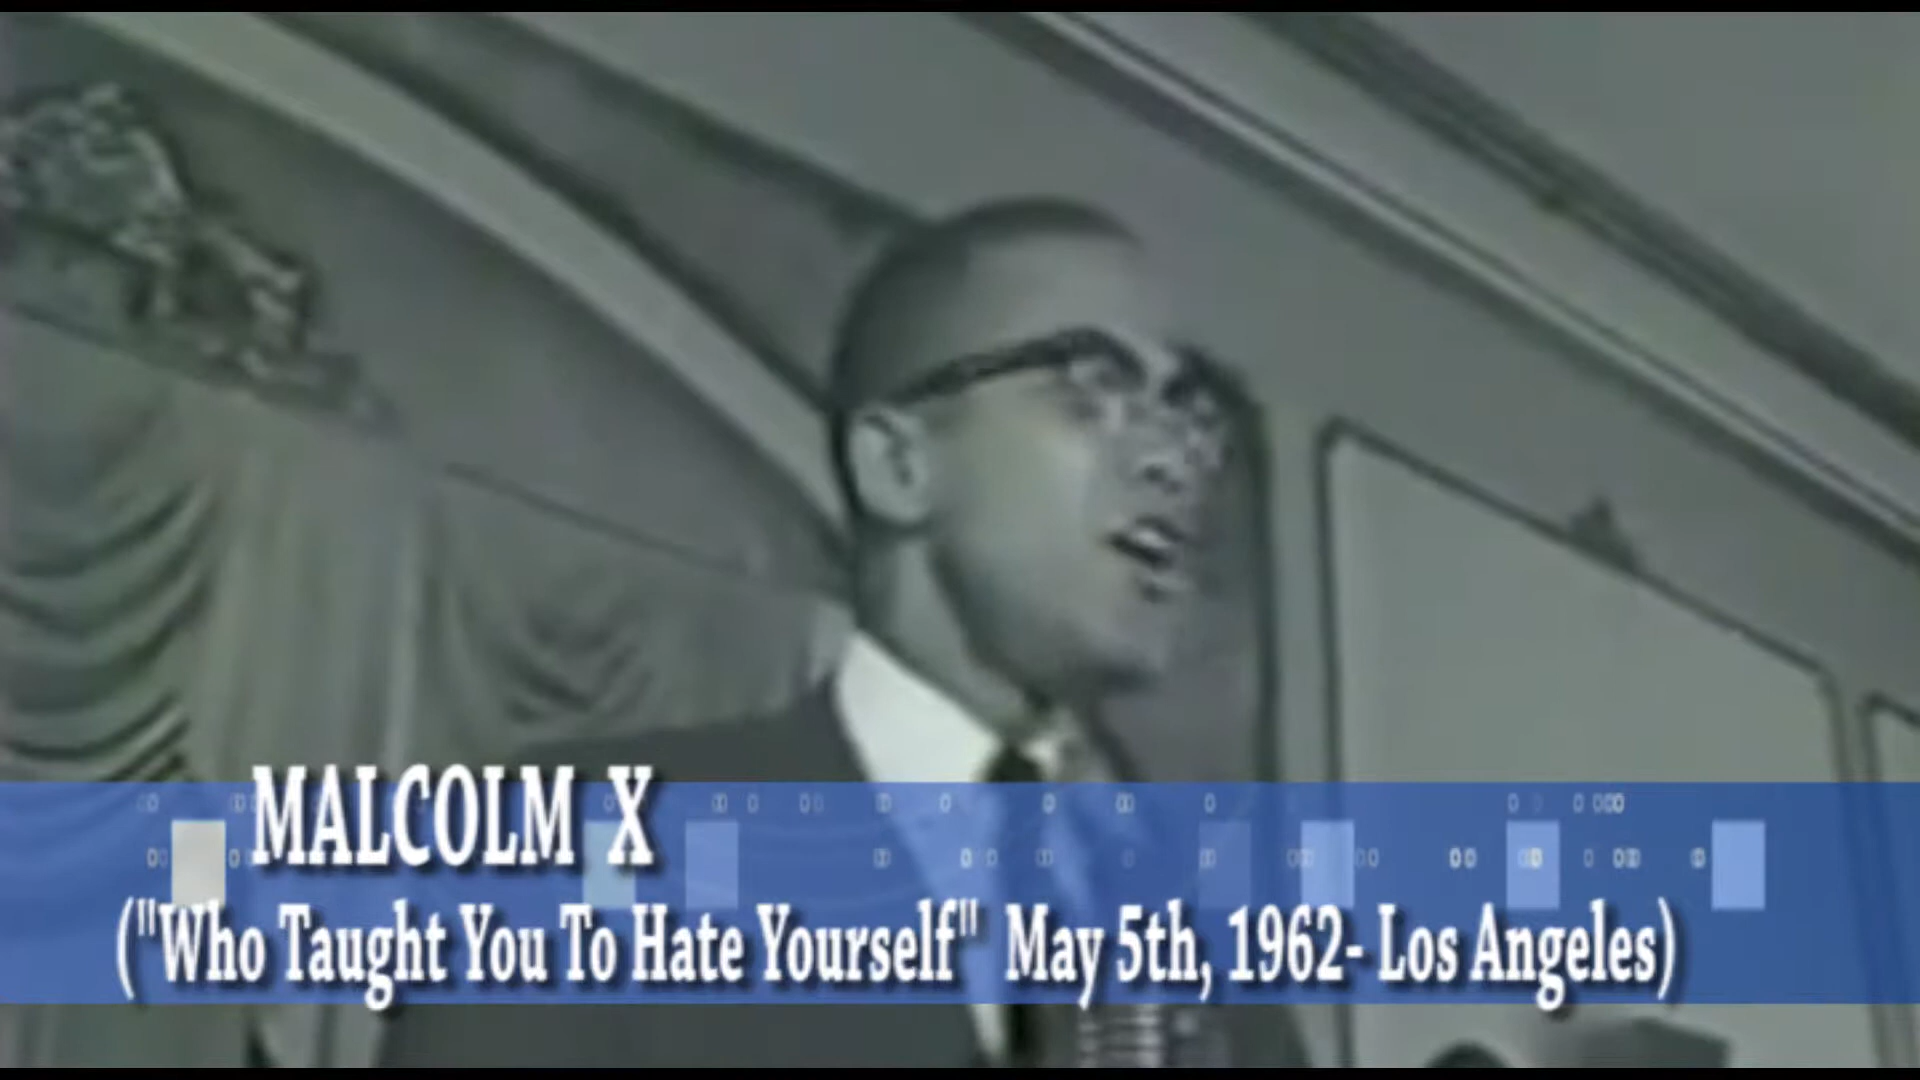 MALCOLM X
("Who Taught You To Hate Yourself" May 5th, 1962- Los Angeles)